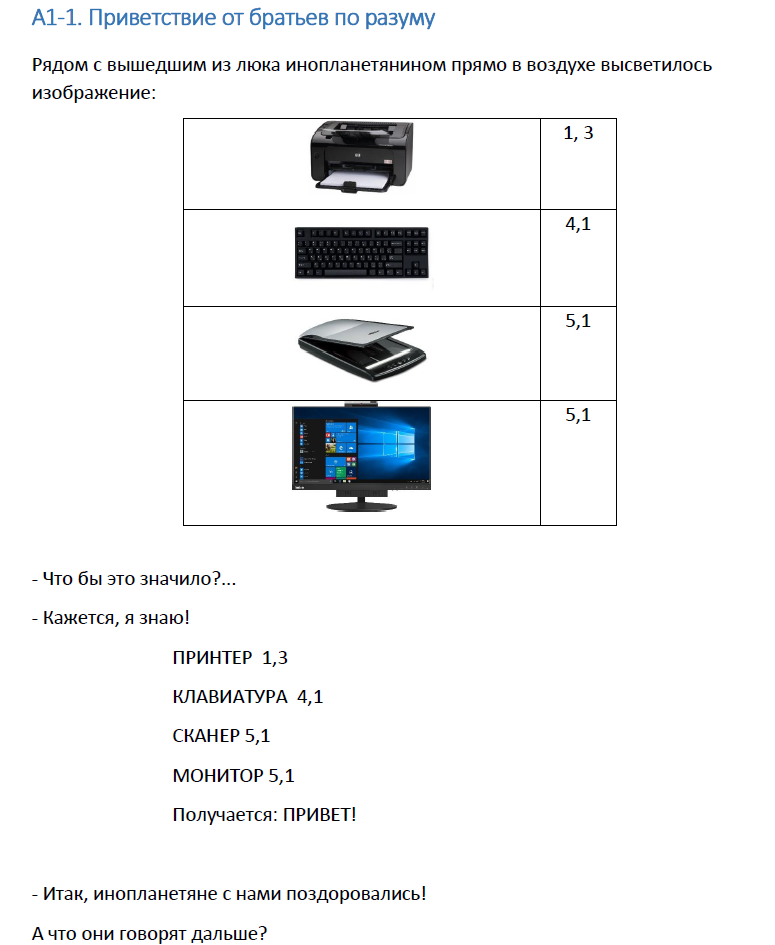 А1-1. Приветствие от братьев по разуму
Рядом с вышедшим из люка инопланетянином прямо в воздухе высветилось
изображение:
1, 3
4,1
5,1
5,1
- Что бы это значило?...
- Кажется, я знаю!
ПРИНТЕР 1,3
КЛАВИАТУРА 4,1
СКАНЕР 5,1
МОНИТОР 5,1
Получается: ПРИВЕТ!
- Итак, инопланетяне с нами поздоровались!
А что они говорят дальше?